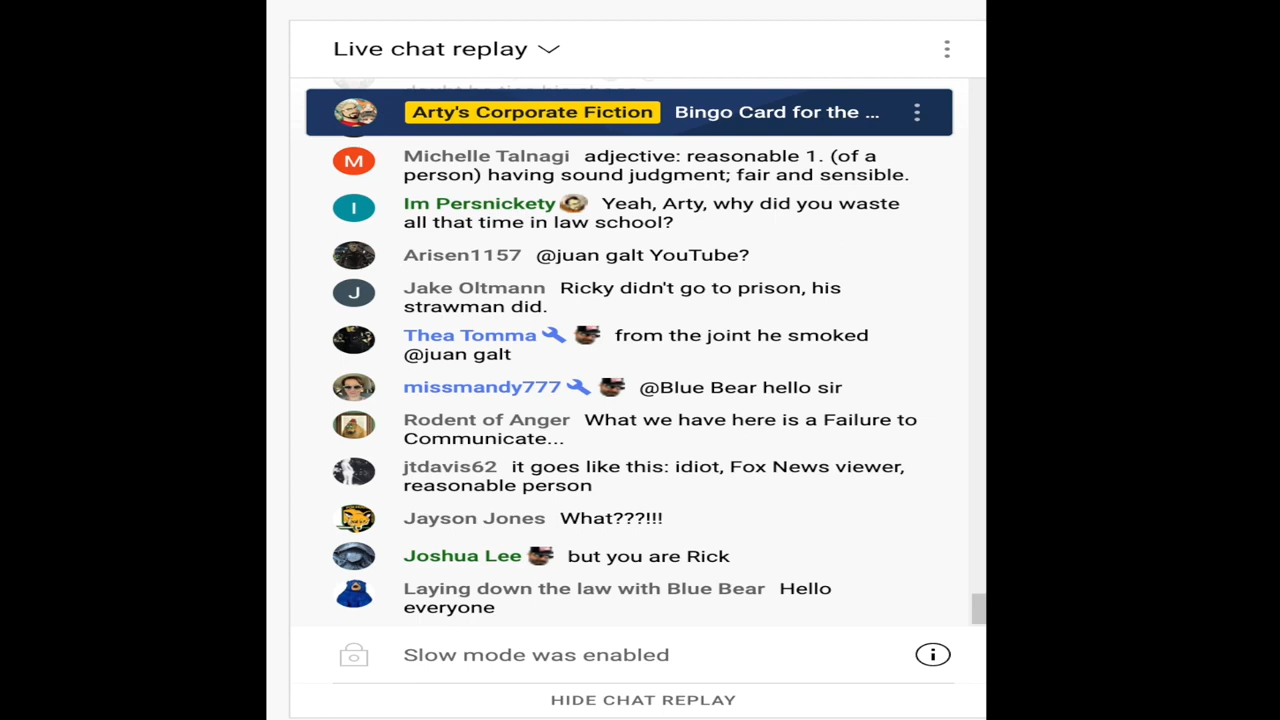 Live chat replay
Arty's Corporate Fiction Bingo Card for the ...
M Michelle Talnagi adjective: reasonable 1. (of a
person) having sound judgment; fair and sensible.
I Im Persnickety Yeah, Arty, why did you waste
all that time in law school?
Arisen1157 @juan galt YouTube?
J Jake Oltmann Ricky didn't go to prison, his
strawman did.
Thea Tomma from the joint he smoked
@juan galt
missmandy777 @Blue Bear hello sir
Rodent of Anger What we have here is a Failure to
Communicate...
jtdavis62 it goes like this: idiot, Fox News viewer,
reasonable person
Jayson Jones What???!!!
Joshua Lee but you are Rick
Laying down the law with Blue Bear Hello
everyone
Slow mode was enabled
HIDE CHAT REPLAY